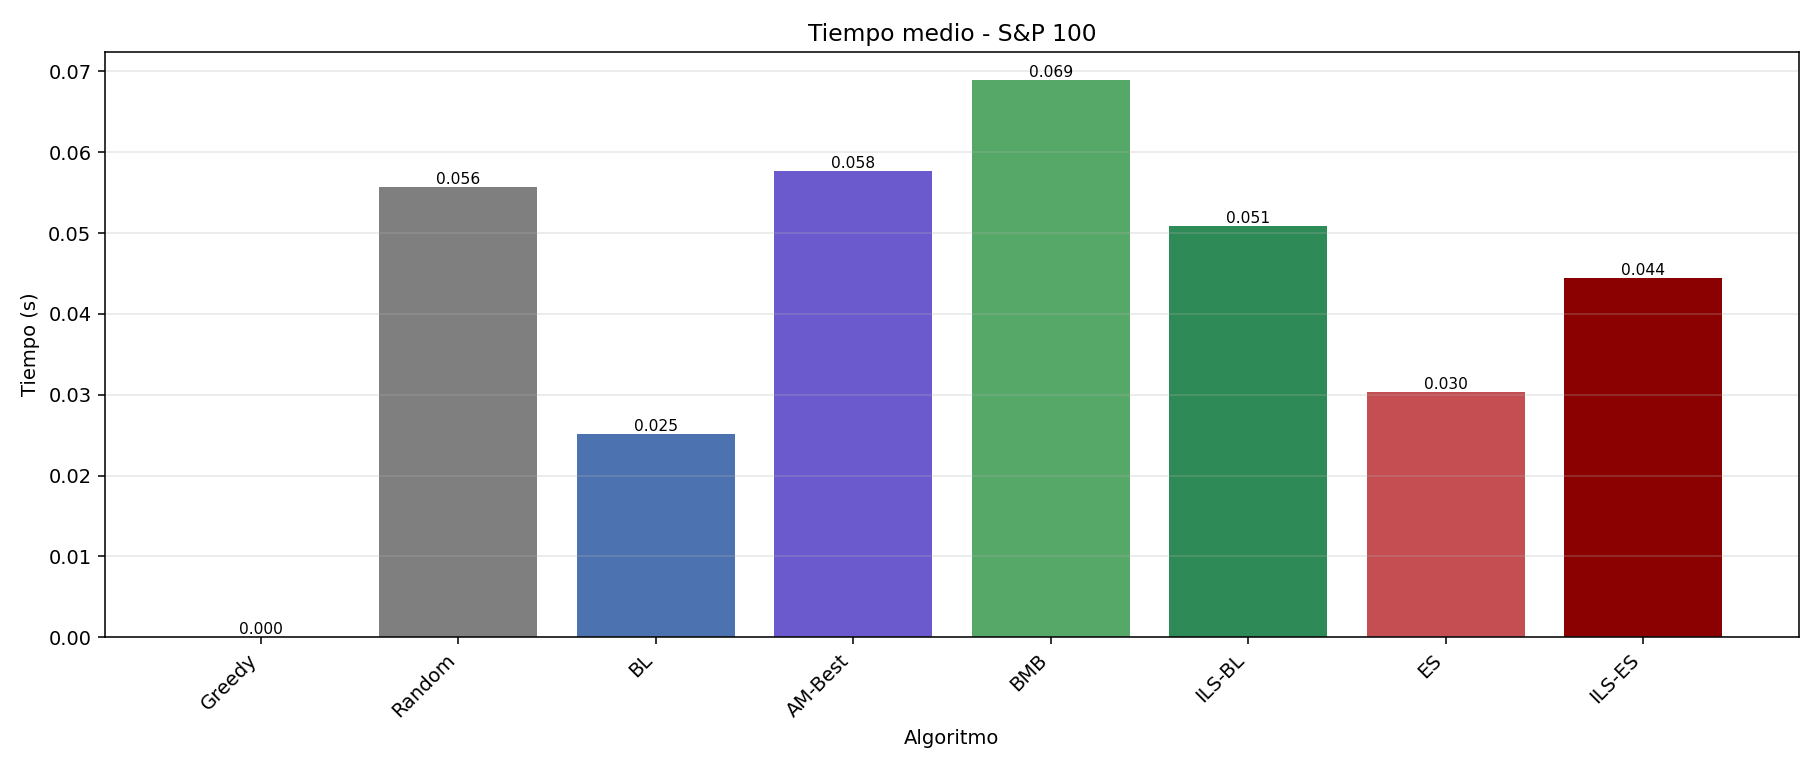 Tiempo medio - S&P 100
Tiempo (s)
0.07
0.06
0.05
0.04
0.03
0.02
0.01
0.00
0.000
0.056
0.025
0.058
0.069
0.051
0.030
0.044
Greedy
Random
BL
AM-Best
BMB
ILS-BL
ES
ILS-ES
Algoritmo